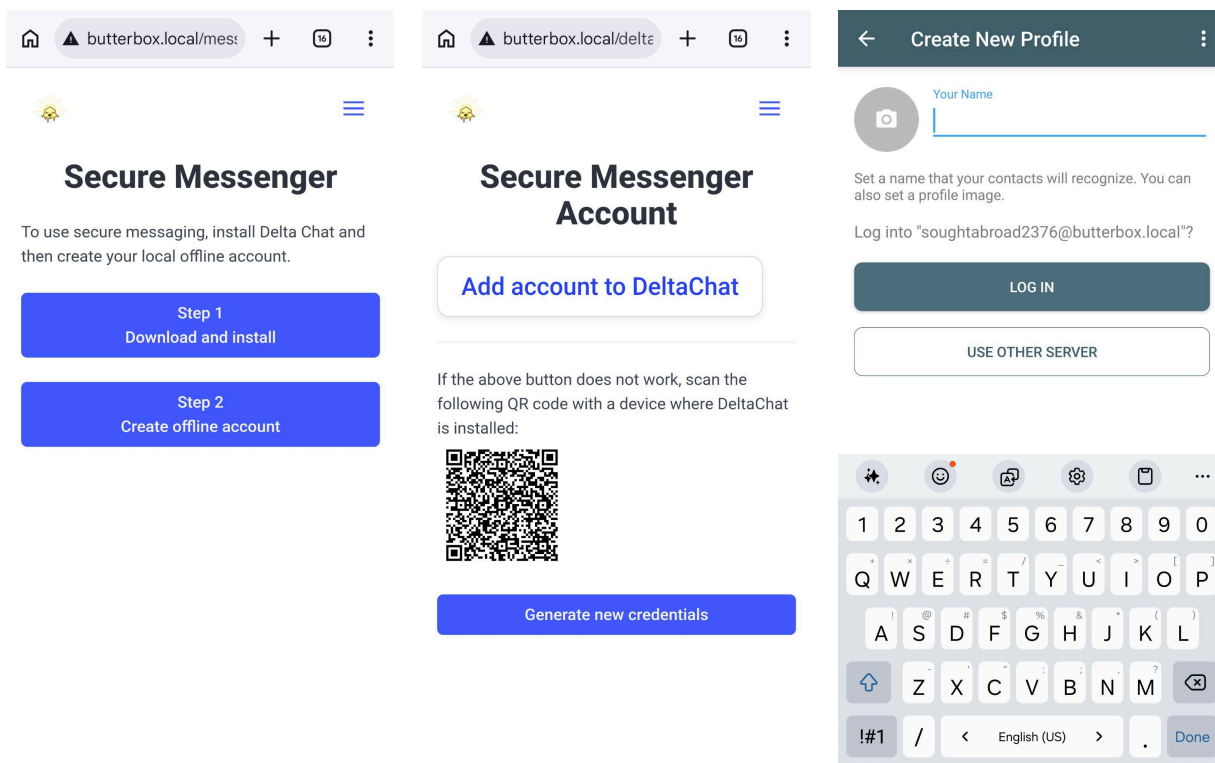 butterbox.local/mess
16
Secure Messenger
To use secure messaging, install Delta Chat and
then create your local offline account.
Step 1
Download and install
Step 2
Create offline account
butterbox.local/delta
16
Secure Messenger
Account
Add account to DeltaChat
If the above button does not work, scan the
following QR code with a device where DeltaChat
is installed:
Generate new credentials
Create New Profile
Your Name
Set a name that your contacts will recognize. You can
also set a profile image.
Log into "soughtabroad2376@butterbox.local"?
LOG IN
USE OTHER SERVER
1 2 3 4 5 6 7 8 9 0
+ × ÷ = / _ < > [ ]
Q W E R T Y U I O P
! @ # $ % & * ( )
A S D F G H J K L
- ' " : ; , ?
Z X C V B N M
!#1 / < English (US) > . Done